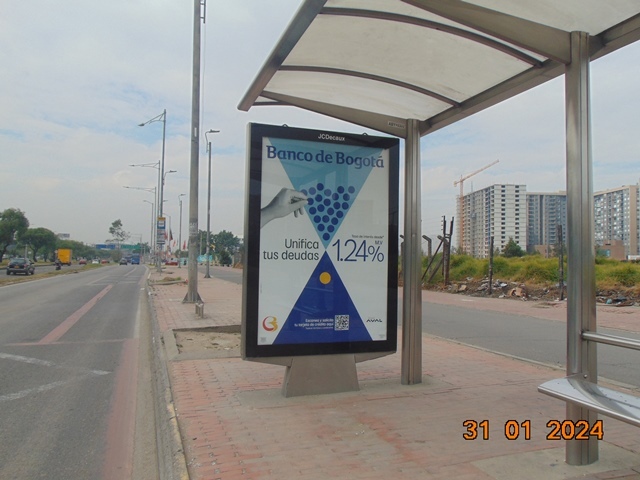 JCDecaux
Banco de Bogotá
Unifica
tus deudas
1.24%
M.V
AVAL
31 01 2024